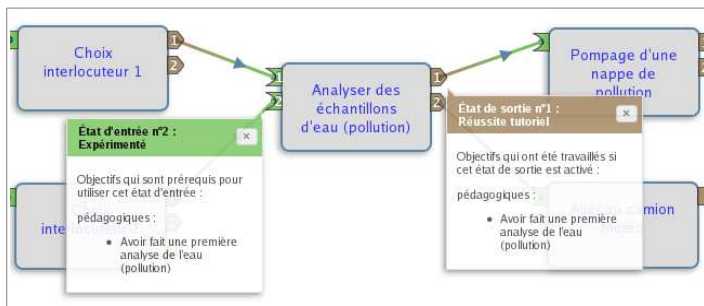 Choix
interlocuteur 1
1
2
1
2
Analyser des
échantillons
d'eau (pollution)
1
2
Pompage d'une
nappe de
pollution
État d'entrée n°2 :
Expérimenté
×
Objectifs qui sont prérequis pour
utiliser cet état d'entrée :
pédagogiques :
• Avoir fait une première
analyse de l'eau
(pollution)
État de sortie n°1 :
Réussite tutoriel
×
Objectifs qui ont été travaillés si
cet état de sortie est activé :
pédagogiques :
• Avoir fait une première
analyse de l'eau
(pollution)